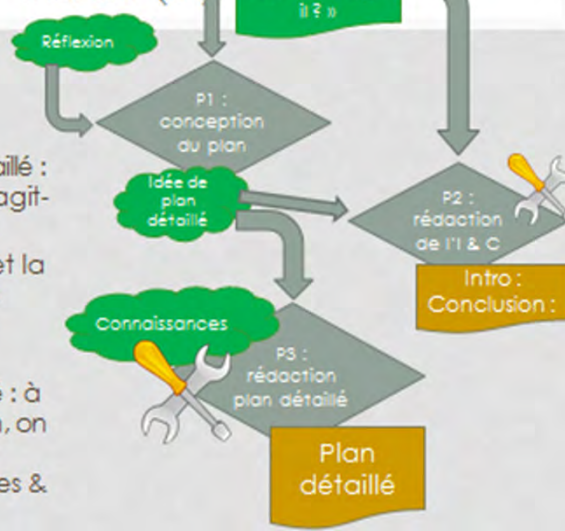 il ? »
Réflexion
P1 :
conception
du plan
aillé :
agit-
Idée de
plan
détaillé
P2 :
rédaction
de l'I & C
et la
Intro :
Conclusion :
Connaissances
P3 :
rédaction
plan détaillé
e : à
n, on
Plan
détaillé
es &